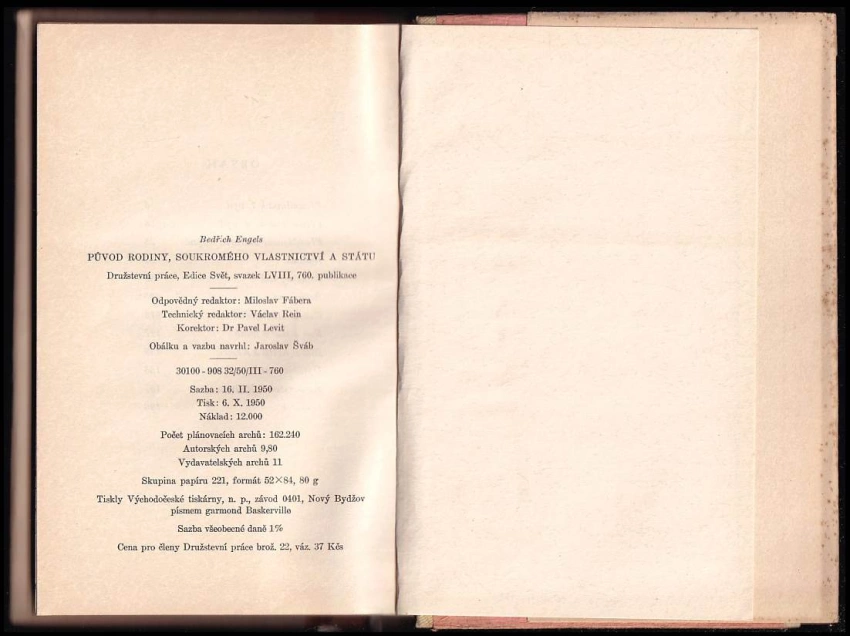 Bedřich Engels
PŮVOD RODINY, SOUKROMÉHO VLASTNICTVÍ A STÁTU
Družstevní práce, Edice Svět, svazek LVIII, 760. publikace
Odpovědný redaktor: Miloslav Fábera
Technický redaktor: Václav Rein
Korektor: Dr Pavel Levit
Obálku a vazbu navrhl: Jaroslav Šváb
30100 - 908 32/50/III - 760
Sazba: 16. II. 1950
Tisk: 6. X. 1950
Náklad: 12.000
Počet plánovacích archů: 162.240
Autorských archů 9,80
Vydavatelských archů 11
Skupina papíru 221, formát 52×84, 80 g
Tiskly Východočeské tiskárny, n. p., závod 0401, Nový Bydžov
písmem garmond Baskerville
Sazba všeobecné daně 1%
Cena pro členy Družstevní práce brož. 22, váz. 37 Kčs